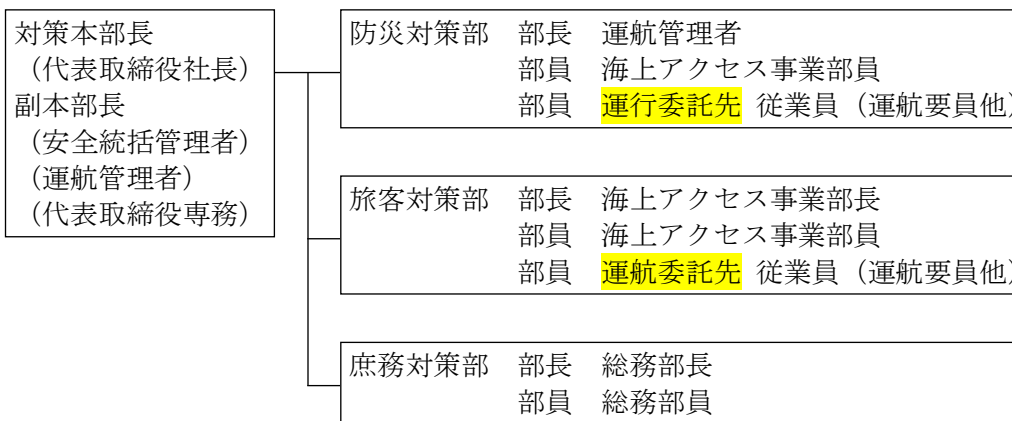 対策本部長
（代表取締役社長）
副本部長
（安全統括管理者）
（運航管理者）
（代表取締役専務）
防災対策部　部長　運航管理者
部員　海上アクセス事業部員
部員　運行委託先 従業員（運航要員他）
旅客対策部　部長　海上アクセス事業部長
部員　海上アクセス事業部員
部員　運航委託先 従業員（運航要員他）
庶務対策部　部長　総務部長
部員　総務部員